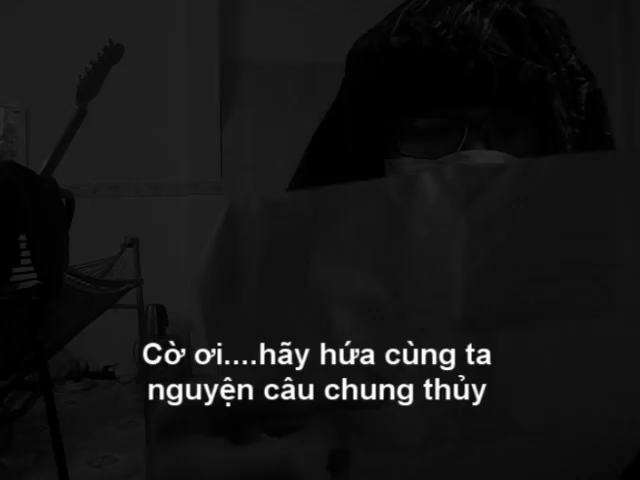 Cờ ơi....hãy hứa cùng ta
nguyện câu chung thủy